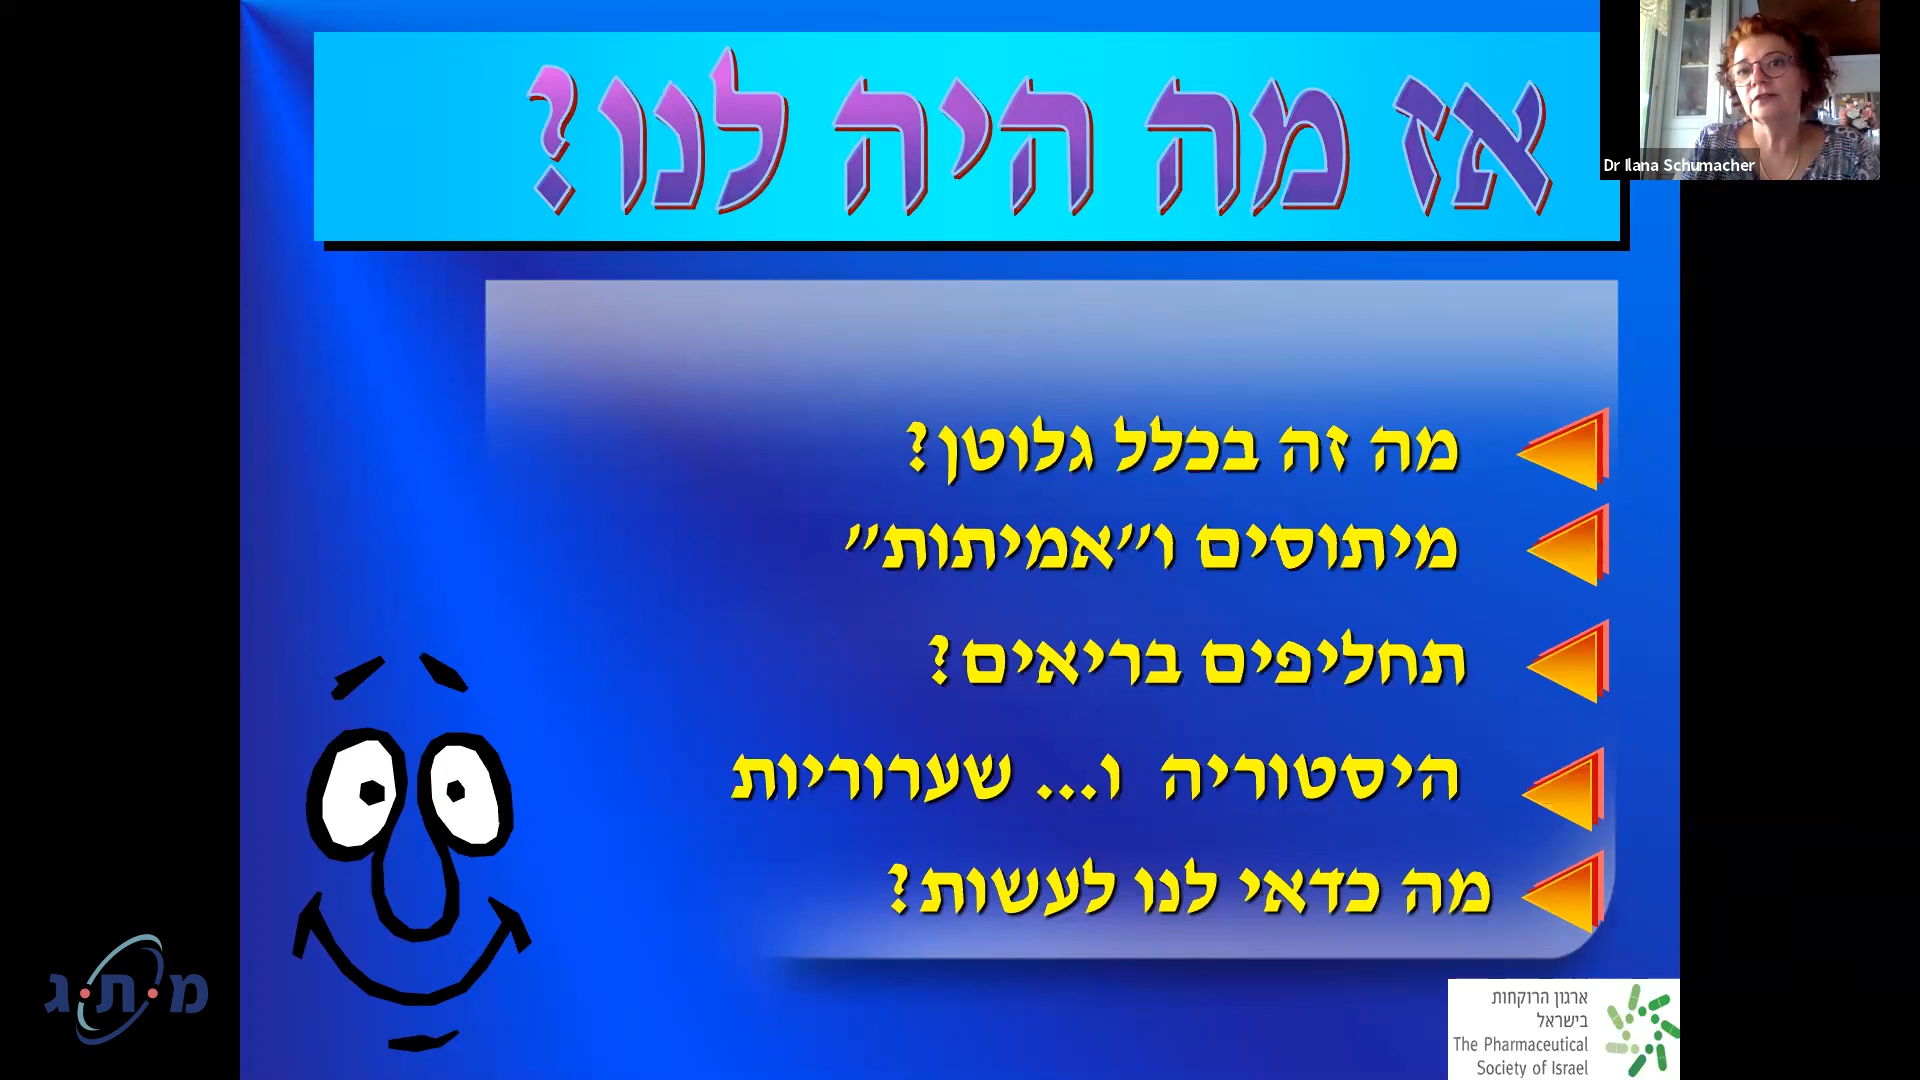 אז מה היה לנו?
Dr Ilana Schumacher
מה זה בכלל גלוטן?
מיתוסים ו"אמיתות"
תחליפים בריאים?
היסטוריה ו... שערוריות
מה כדאי לנו לעשות?
מ.ת.ג
ארגון הרוקחות
בישראל
The Pharmaceutical
Society of Israel